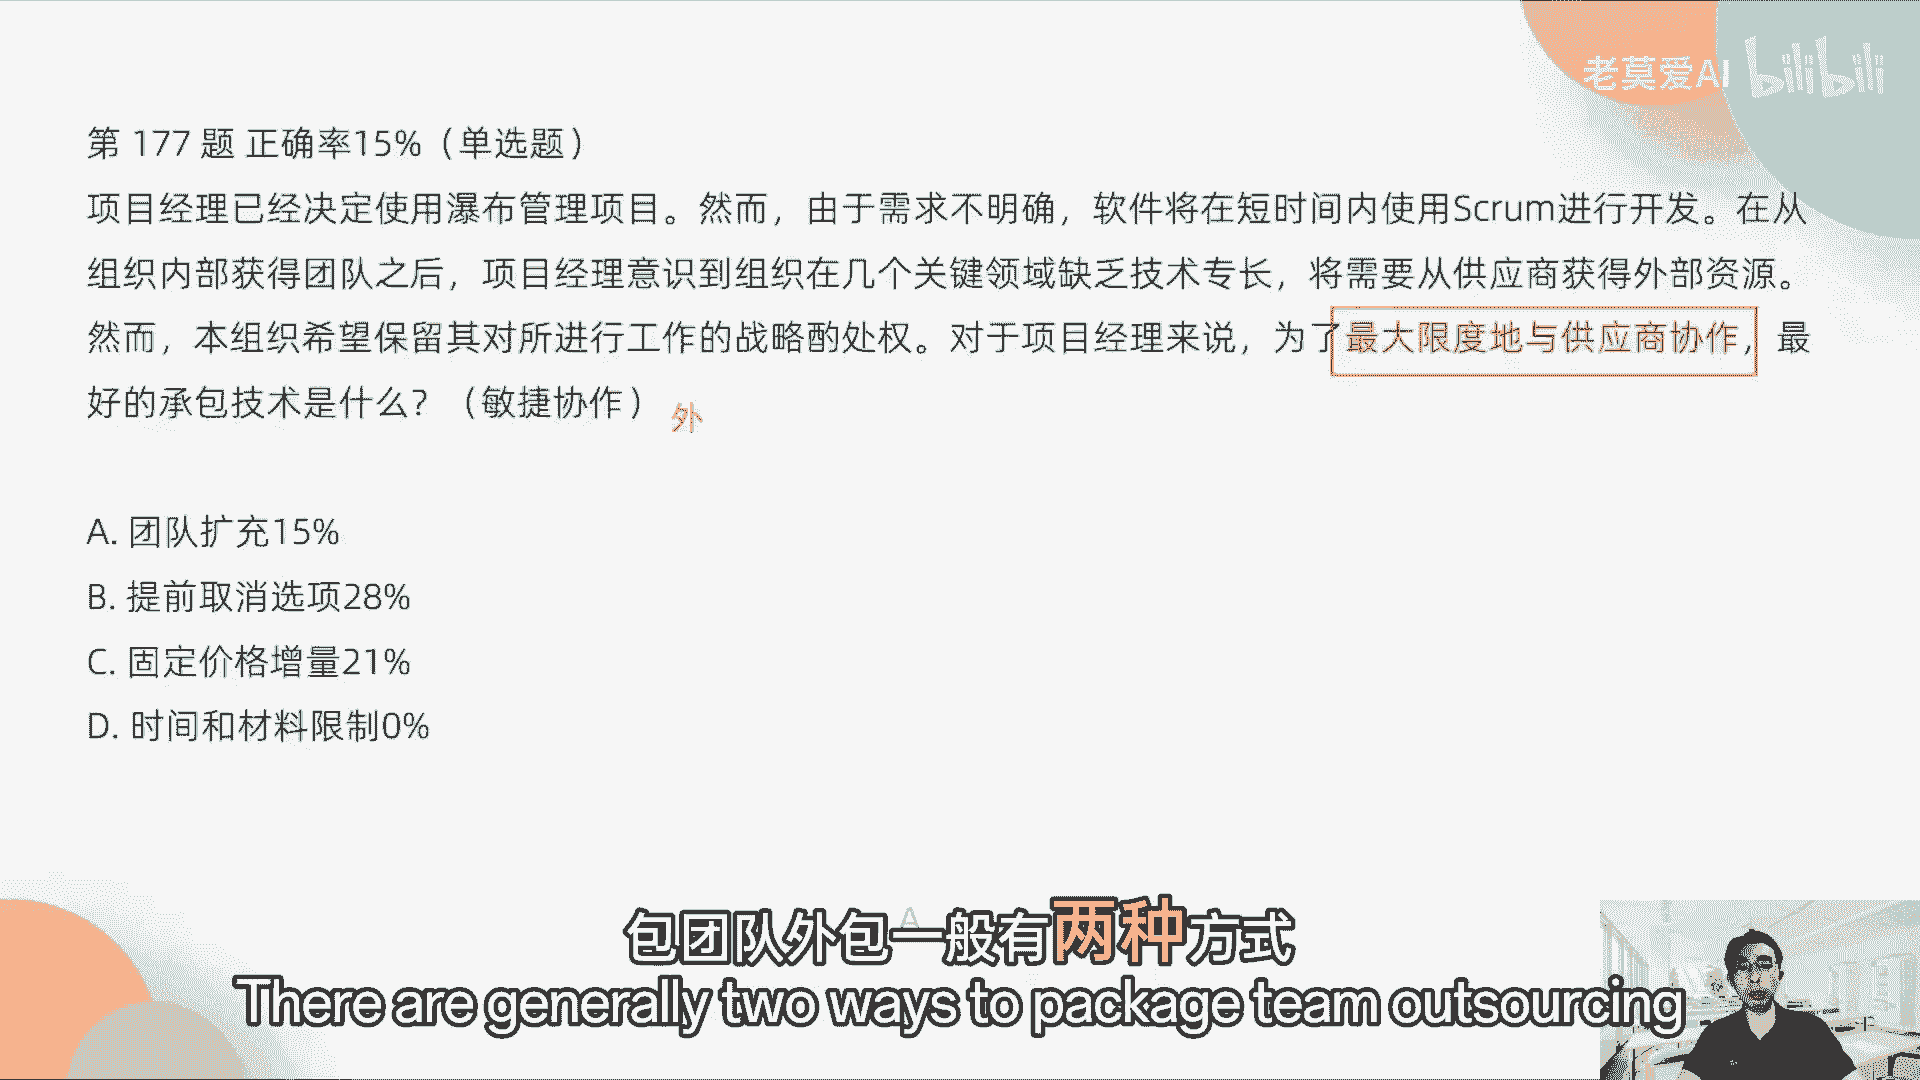 老莫爱AI bilibili
第 177 题 正确率15%（单选题）
项目经理已经决定使用瀑布管理项目。然而，由于需求不明确，软件将在短时间内使用Scrum进行开发。在从
组织内部获得团队之后，项目经理意识到组织在几个关键领域缺乏技术专长，将需要从供应商获得外部资源。
然而，本组织希望保留其对所进行工作的战略酌处权。对于项目经理来说，为了最大限度地与供应商协作，最
好的承包技术是什么？（敏捷协作）
外
A. 团队扩充15%
B. 提前取消选项28%
C. 固定价格增量21%
D. 时间和材料限制0%
A
包团队外包一般有两种方式
There are generally two ways to package team outsourcing